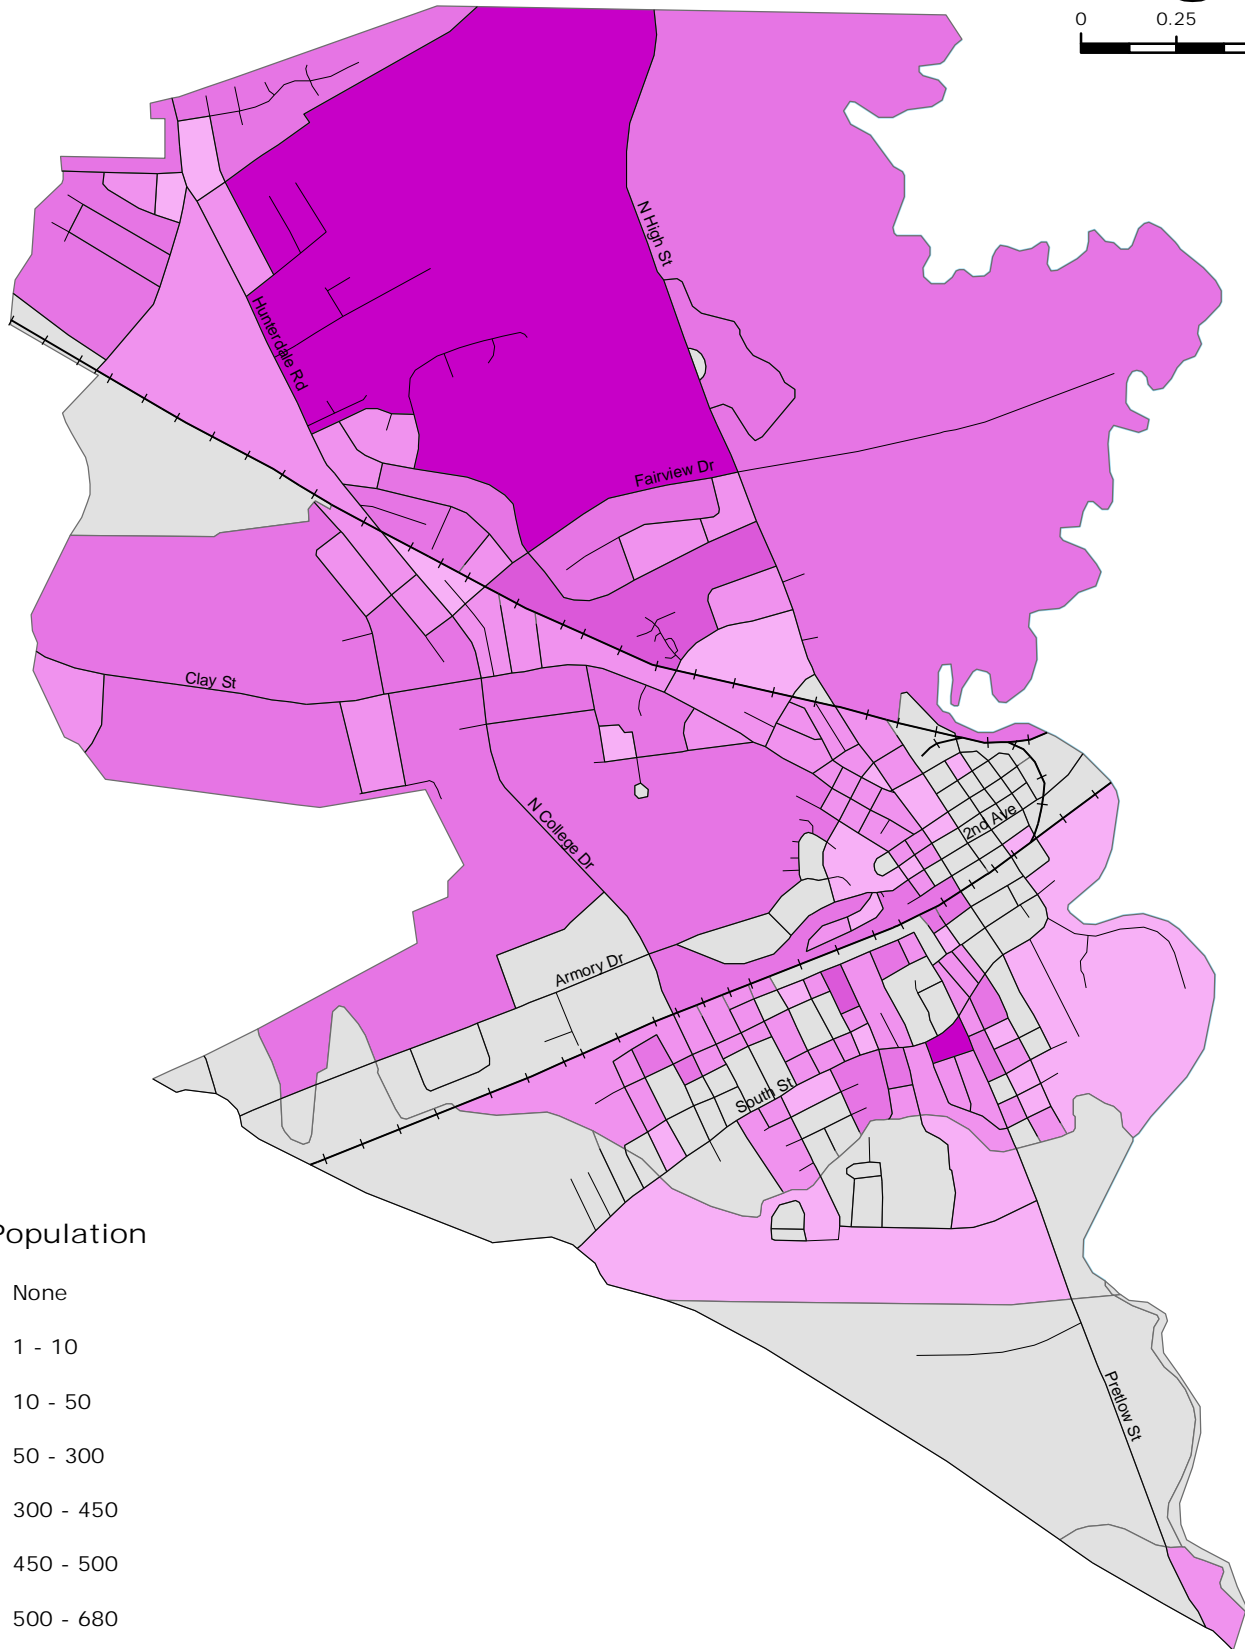 0 0.25
N High St
Hunterdale Rd
Fairview Dr
Clay St
N College Dr
2nd Ave
Armory Dr
South St
Population
None
1 - 10
10 - 50
50 - 300
300 - 450
450 - 500
500 - 680
Pretlow St